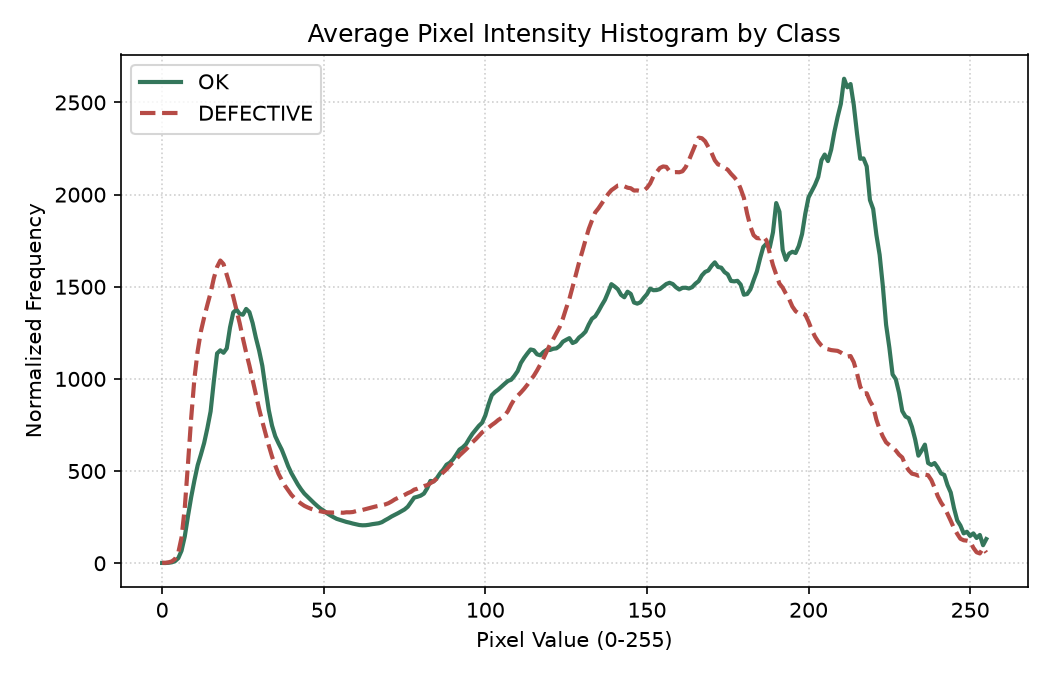 Average Pixel Intensity Histogram by Class
OK
DEFECTIVE
Normalized Frequency
2500
2000
1500
1000
500
0
0 50 100 150 200 250
Pixel Value (0-255)